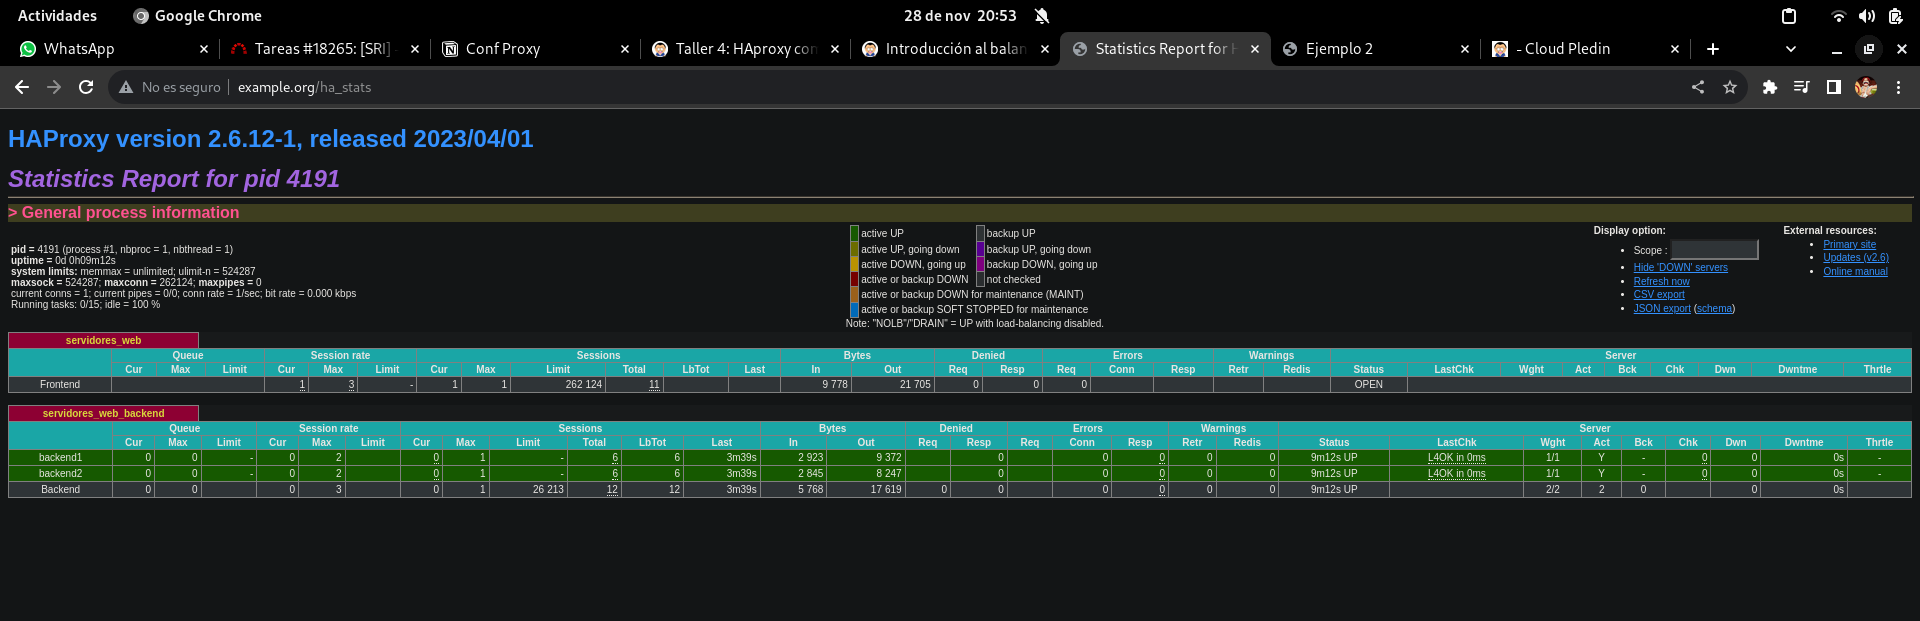 Actividades
Google Chrome
28 de nov 20:53
WhatsApp
Tareas #18265: [SRI] -
Conf Proxy
Taller 4: HAproxy con
Introducción al balan
Statistics Report for H
Ejemplo 2
- Cloud Pledin
No es seguro
example.org/ha_stats
HAProxy version 2.6.12-1, released 2023/04/01
Statistics Report for pid 4191
> General process information
pid = 4191 (process #1, nbproc = 1, nbthread = 1)
uptime = 0d 0h09m12s
system limits: memmax = unlimited; ulimit-n = 524287
maxsock = 524287; maxconn = 262124; maxpipes = 0
current conns = 1; current pipes = 0/0; conn rate = 1/sec; bit rate = 0.000 kbps
Running tasks: 0/15; idle = 100 %
active UP backup UP
active UP, going down backup UP, going down
active DOWN, going up backup DOWN, going up
active or backup DOWN not checked
active or backup DOWN for maintenance (MAINT)
active or backup SOFT STOPPED for maintenance
Note: "NOLB"/"DRAIN" = UP with load-balancing disabled.
Display option:
Scope :
Hide 'DOWN' servers
Refresh now
CSV export
JSON export (schema)
External resources:
Primary site
Updates (v2.6)
Online manual
servidores_web
Queue Session rate Sessions Bytes Denied Errors Warnings Server
Cur Max Limit Cur Max Limit Cur Max Limit Total LbTot Last In Out Req Resp Req Conn Resp Retr Redis Status LastChk Wght Act Bck Chk Dwn Dwntme Thrtle
Frontend 1 3 - 1 1 262 124 11 9 778 21 705 0 0 0 OPEN
servidores_web_backend
Queue Session rate Sessions Bytes Denied Errors Warnings Server
Cur Max Limit Cur Max Limit Cur Max Limit Total LbTot Last In Out Req Resp Req Conn Resp Retr Redis Status LastChk Wght Act Bck Chk Dwn Dwntme Thrtle
backend1 0 0 - 0 2 0 1 - 6 6 3m39s 2 923 9 372 0 0 0 0 0 9m12s UP L4OK in 0ms 1/1 Y - 0 0 0s -
backend2 0 0 - 0 2 0 1 - 6 6 3m39s 2 845 8 247 0 0 0 0 0 9m12s UP L4OK in 0ms 1/1 Y - 0 0 0s -
Backend 0 0 0 3 0 1 26 213 12 12 3m39s 5 768 17 619 0 0 0 0 0 0 9m12s UP 2/2 2 0 0 0s